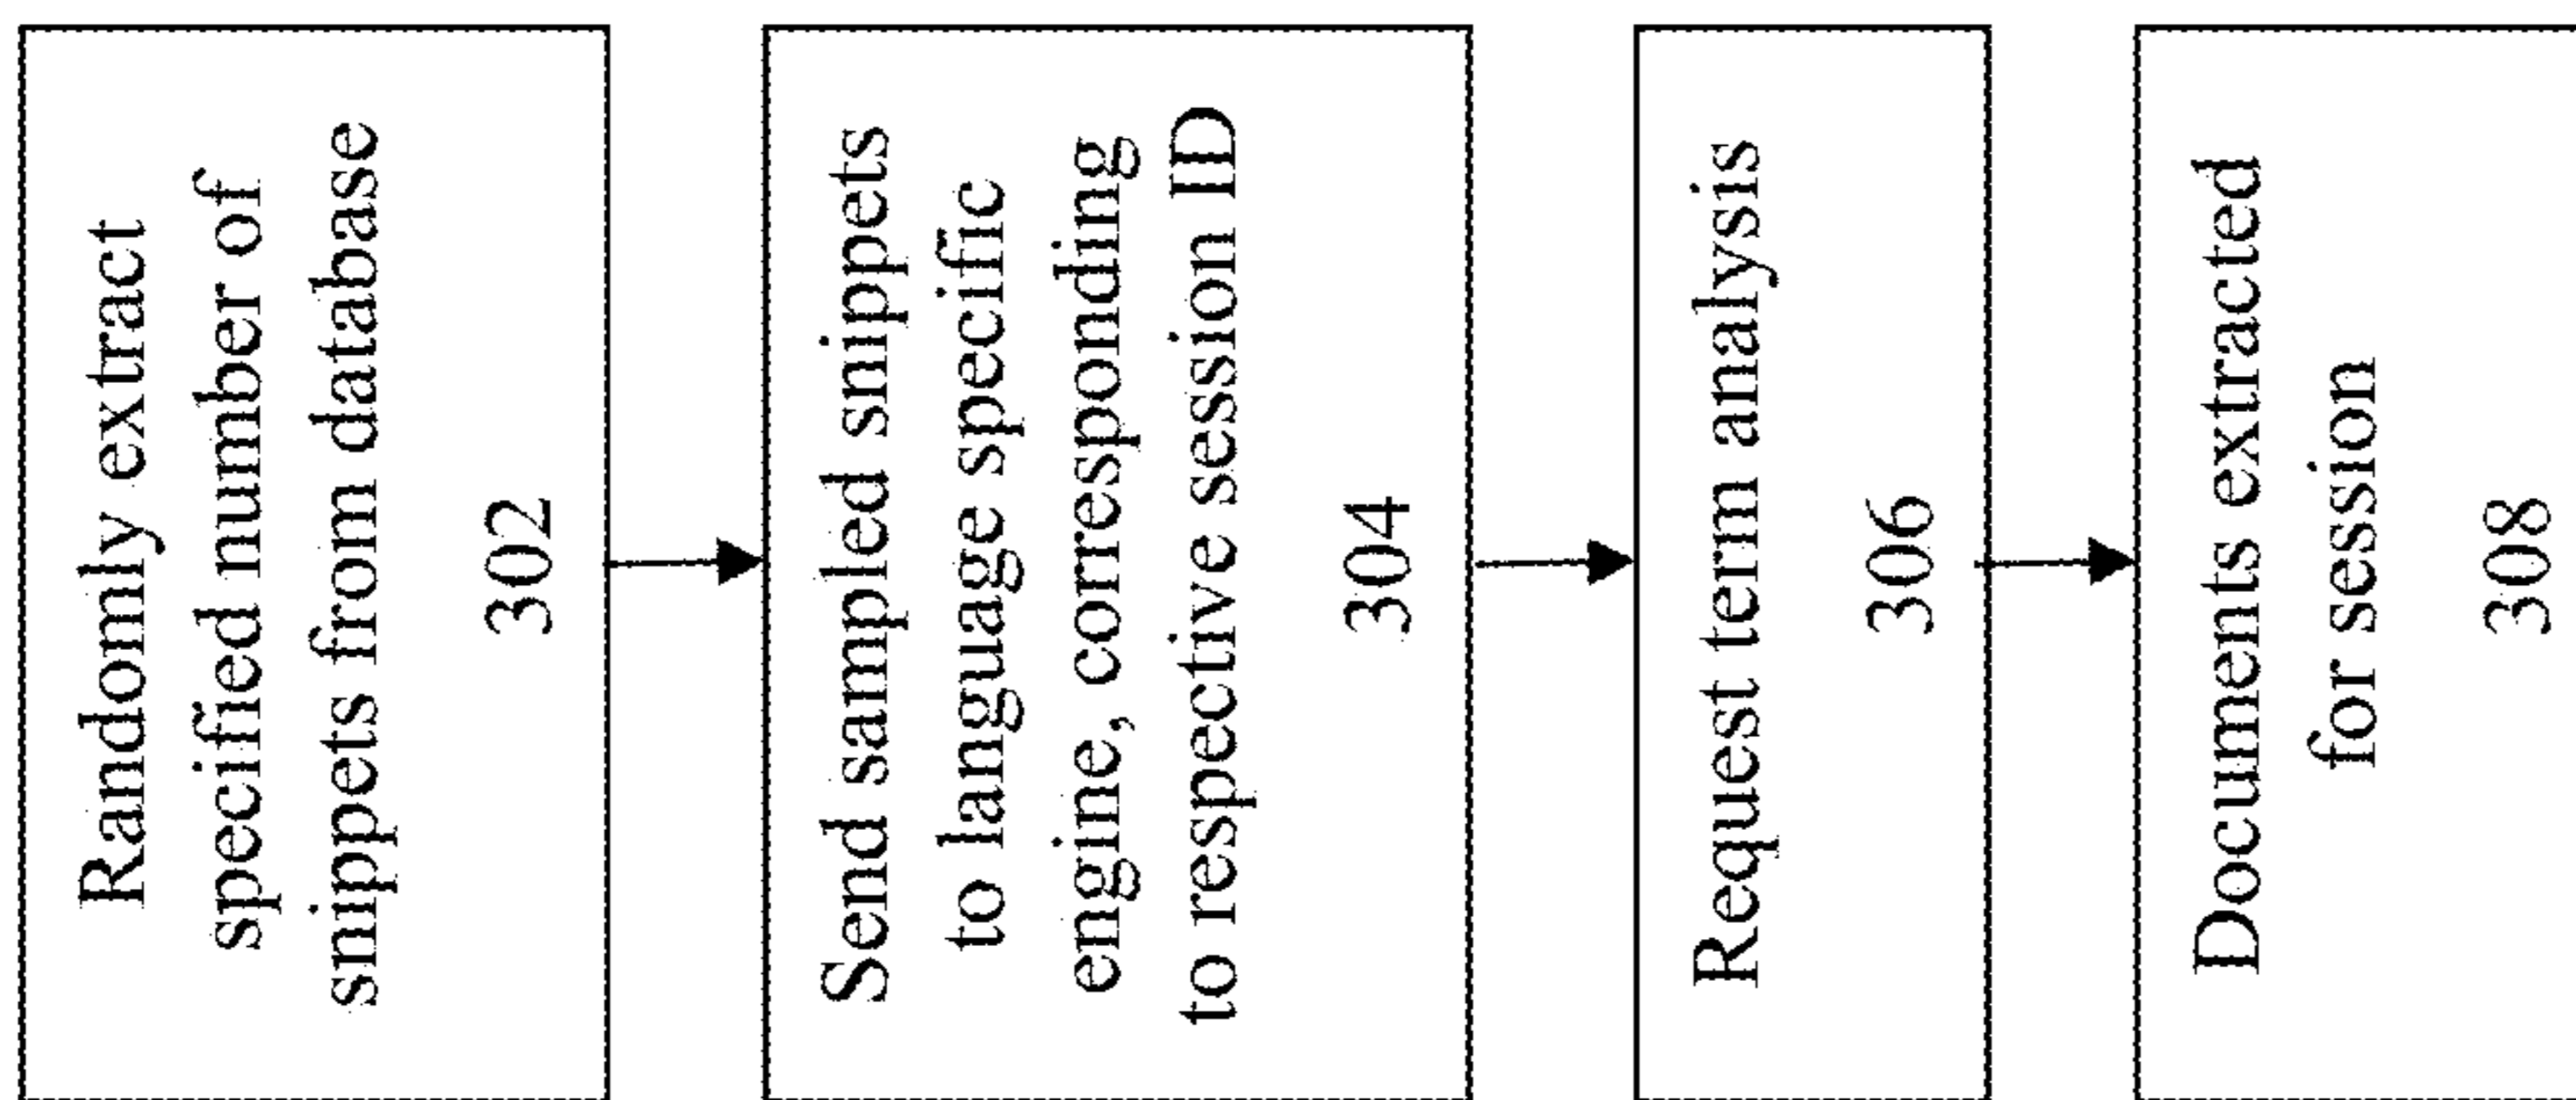 Randomly extract
specified number of
snippets from database
302
Send sampled snippets
to language specific
engine, corresponding
to respective session ID
304
Request term analysis
306
Documents extracted
for session
308